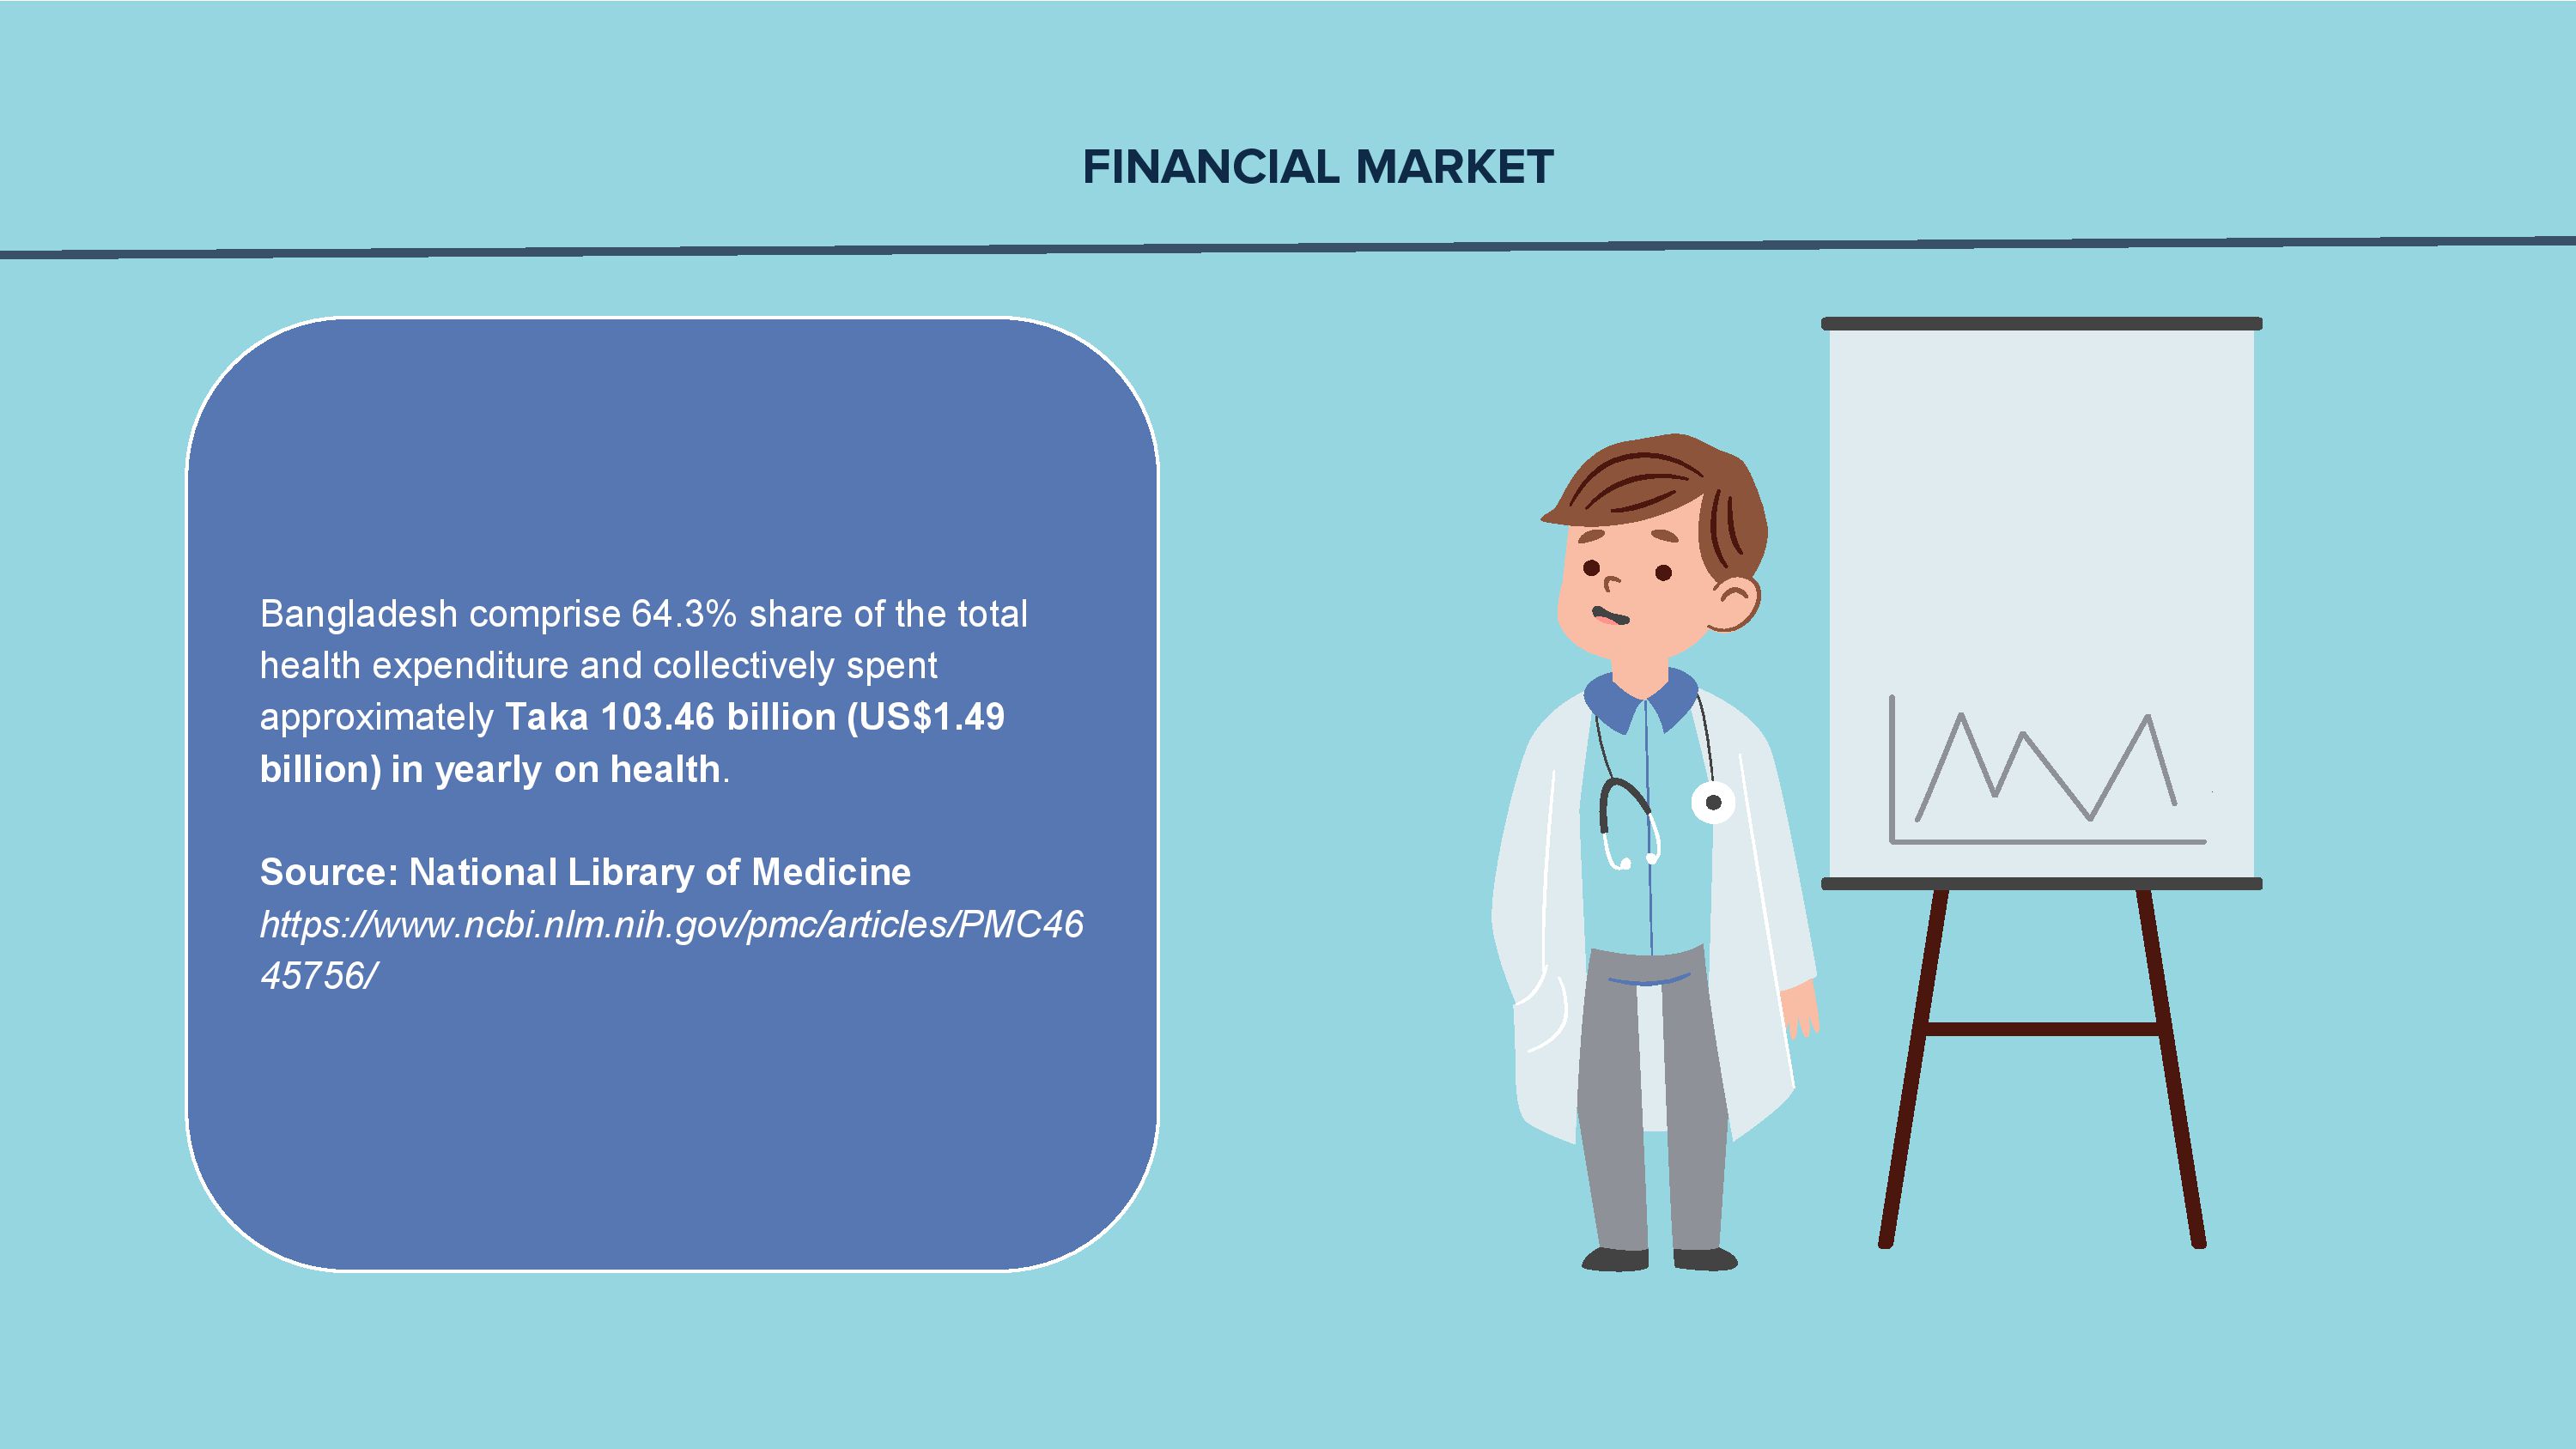 FINANCIAL MARKET
Bangladesh comprise 64.3% share of the total
health expenditure and collectively spent
approximately Taka 103.46 billion (US$1.49
billion) in yearly on health.
Source: National Library of Medicine
https://www.ncbi.nlm.nih.gov/pmc/articles/PMC46
45756/